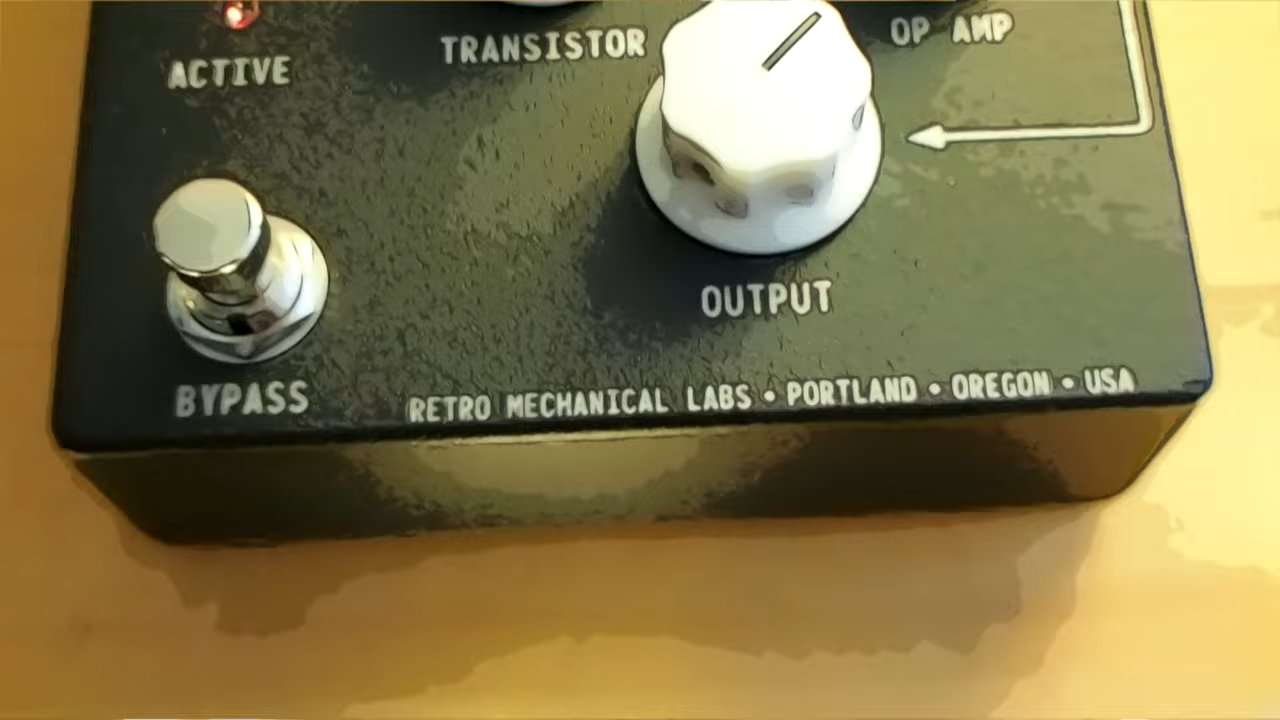 TRANSISTOR
OP AMP
ACTIVE
OUTPUT
BYPASS
RETRO MECHANICAL LABS • PORTLAND • OREGON • USA